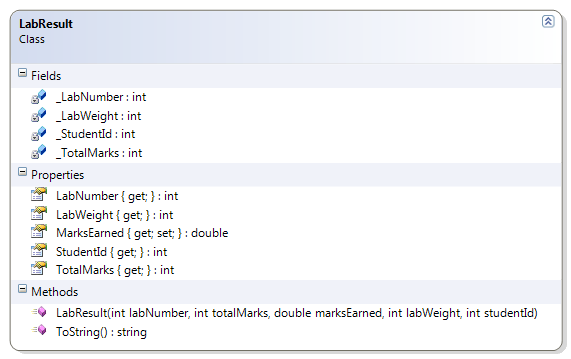 LabResult
Class
Fields
_LabNumber : int
_LabWeight : int
_StudentId : int
_TotalMarks : int
Properties
LabNumber { get; } : int
LabWeight { get; } : int
MarksEarned { get; set; } : double
StudentId { get; } : int
TotalMarks { get; } : int
Methods
LabResult(int labNumber, int totalMarks, double marksEarned, int labWeight, int studentId)
ToString() : string